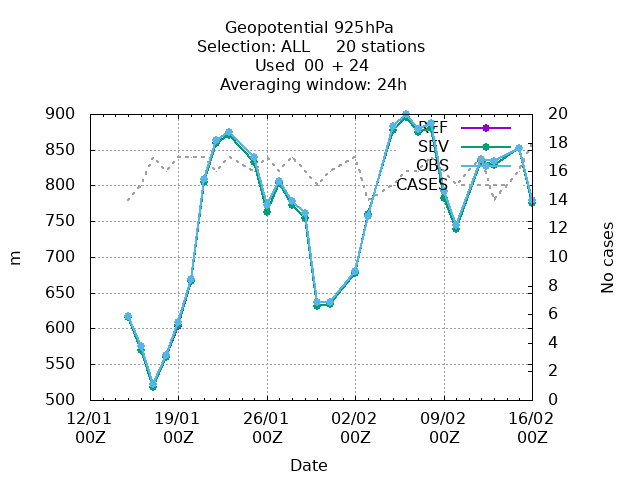 Geopotential 925hPa
Selection: ALL     20 stations
Used  00 + 24
Averaging window: 24h
900
850
800
750
700
650
600
550
500
20
18
16
14
12
10
8
6
4
2
0
REF
SEV
OBS
CASES
m
No cases
12/01 19/01 26/01 02/02 09/02 16/02
00Z 00Z 00Z 00Z 00Z 00Z
Date